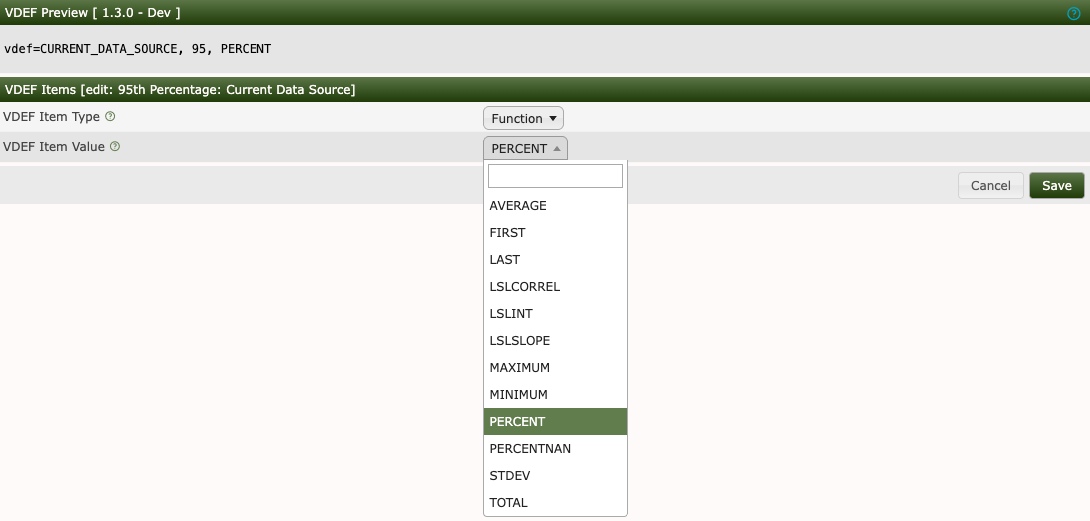 VDEF Preview [ 1.3.0 - Dev ]
vdef=CURRENT_DATA_SOURCE, 95, PERCENT
VDEF Items [edit: 95th Percentage: Current Data Source]
VDEF Item Type
Function
VDEF Item Value
PERCENT
Cancel
Save
AVERAGE
FIRST
LAST
LSLCORREL
LSLINT
LSLSLOPE
MAXIMUM
MINIMUM
PERCENT
PERCENTNAN
STDEV
TOTAL